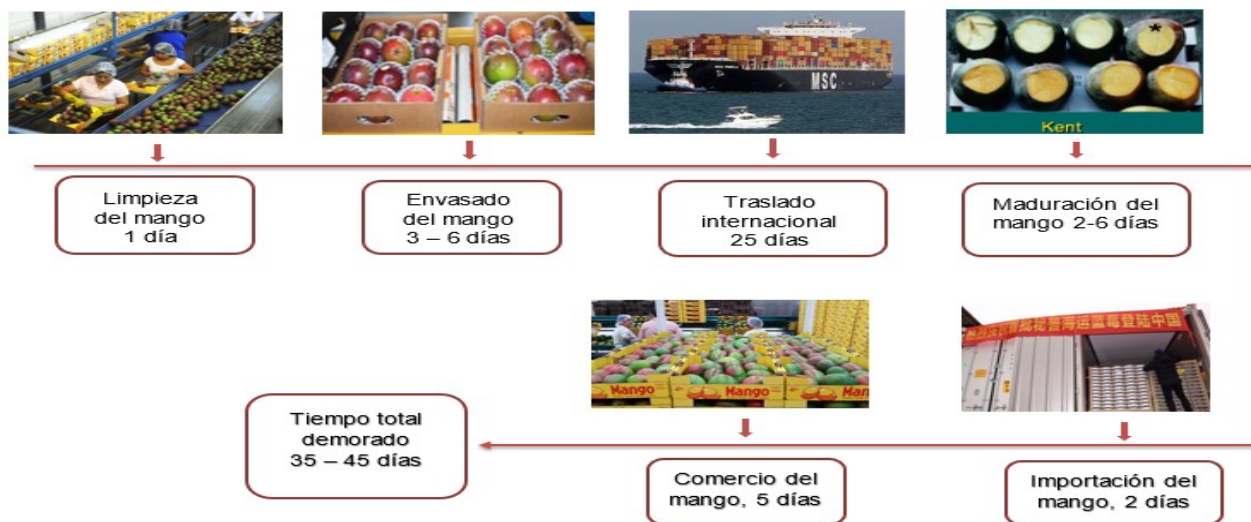 MSC
*
Kent
Limpieza
del mango
1 día
Envasado
del mango
3 – 6 días
Traslado
internacional
25 días
Maduración del
mango 2-6 días
Mango
Mango
Mango
Tiempo total
demorado
35 – 45 días
Comercio del
mango, 5 días
Importación del
mango, 2 días